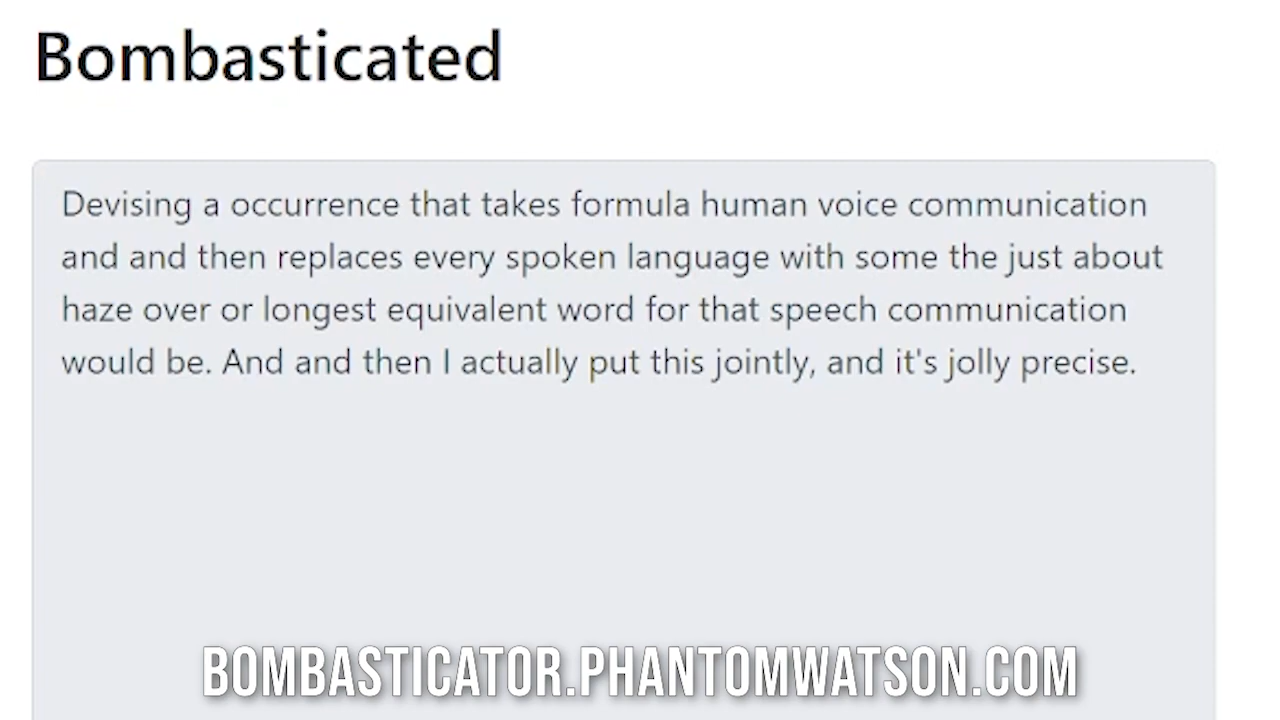 Bombasticated
Devising a occurrence that takes formula human voice communication
and and then replaces every spoken language with some the just about
haze over or longest equivalent word for that speech communication
would be. And and then I actually put this jointly, and it's jolly precise.
BOMBASTICATOR.PHANTOMWATSON.COM